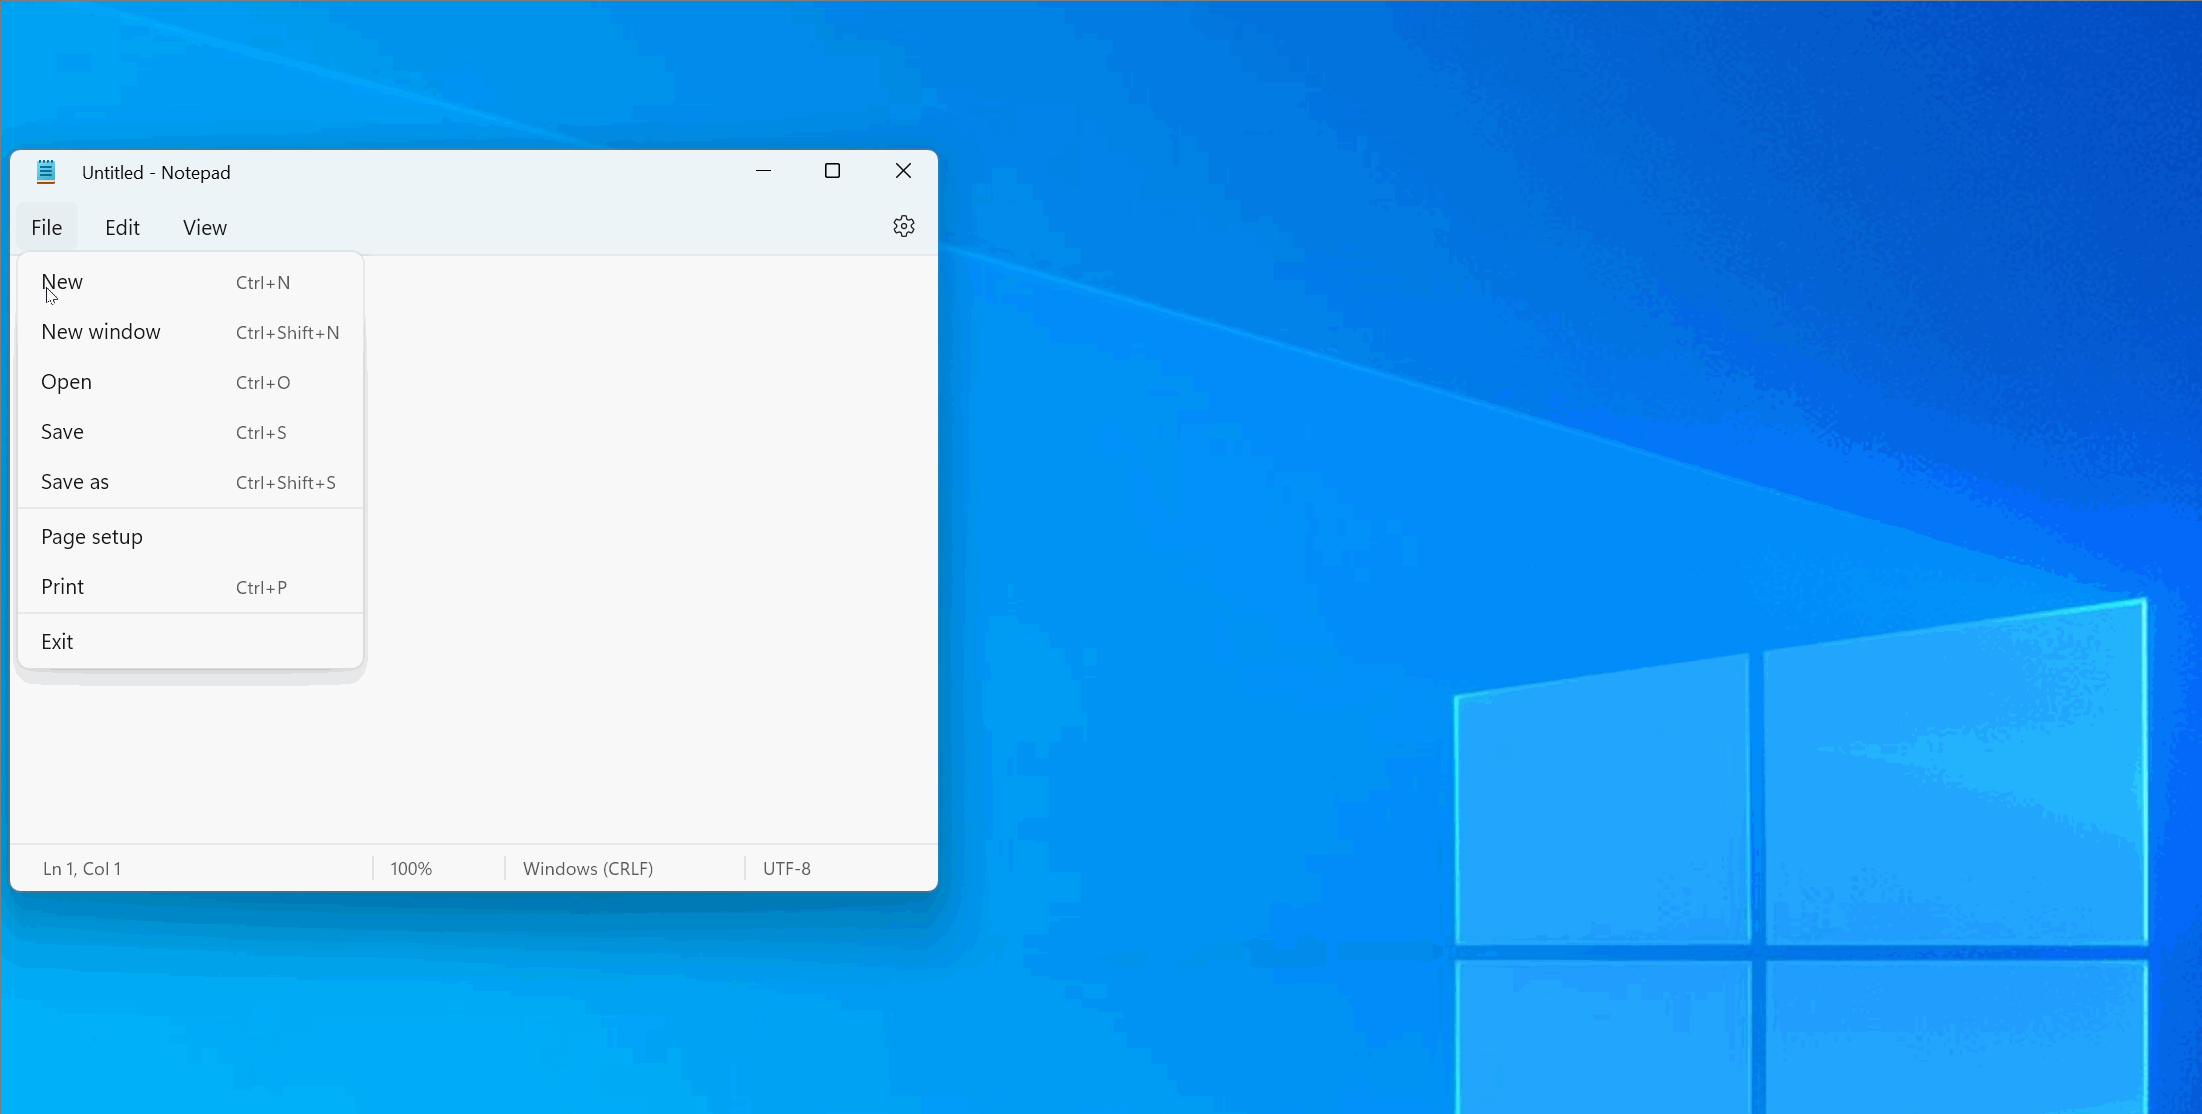 Untitled - Notepad
File Edit View
New Ctrl+N
New window Ctrl+Shift+N
Open Ctrl+O
Save Ctrl+S
Save as Ctrl+Shift+S
Page setup
Print Ctrl+P
Exit
Ln 1, Col 1 100% Windows (CRLF) UTF-8